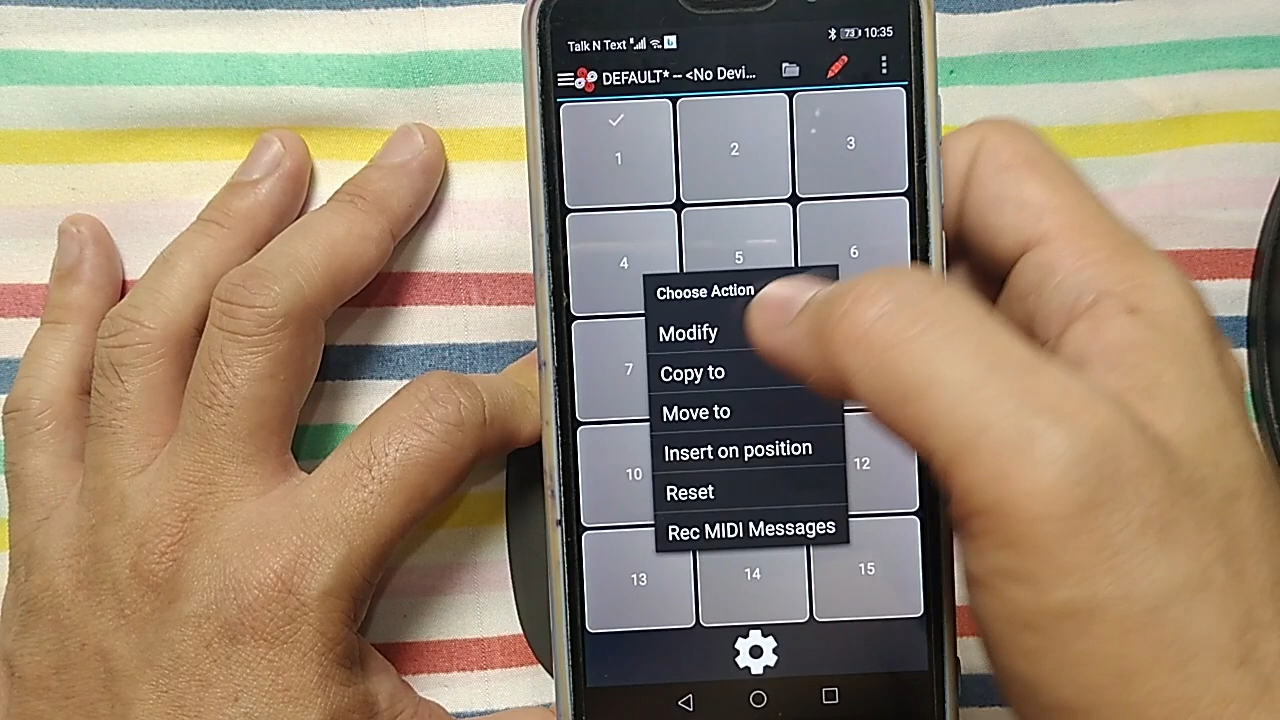 Talk N Text 73 10:35
DEFAULT* -- <No Devi...
1 2 3
4 5 6
Choose Action
Modify
7
Copy to
Move to
Insert on position
10 12
Reset
Rec MIDI Messages
13 14 15